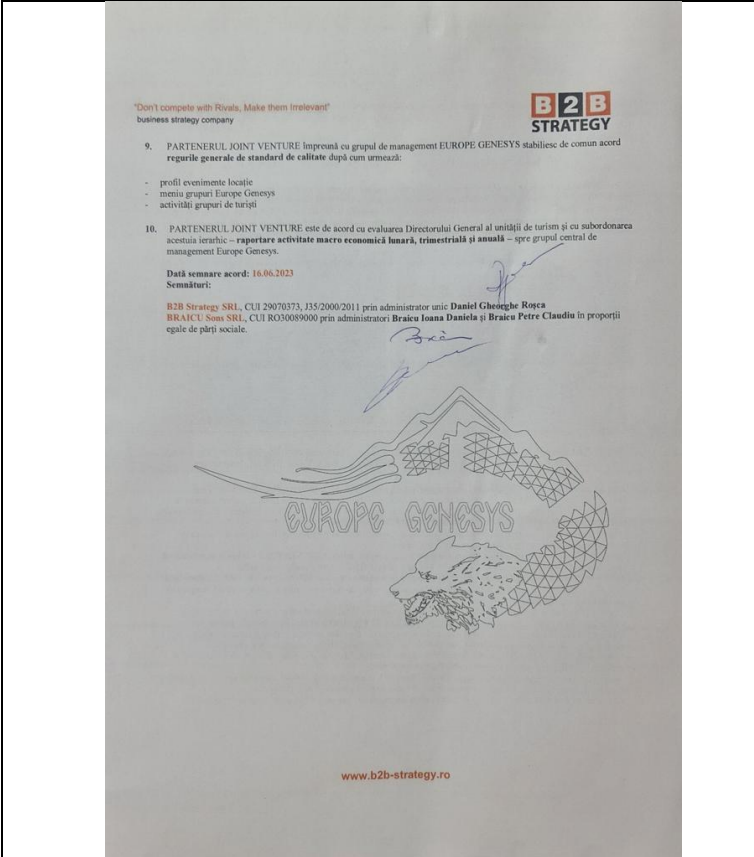 "Don't compete with Rivals, Make them Irrelevant"
business strategy company
B2B
STRATEGY
9. PARTENERUL JOINT VENTURE împreună cu grupul de management EUROPE GENESYS stabiliesc de comun acord
regurile generale de standard de calitate după cum urmează:
- profil evenimente locație
- meniu grupuri Europe Genesys
- activități grupuri de turiști
10. PARTENERUL JOINT VENTURE este de acord cu evaluarea Directorului General al unității de turism și cu subordonarea
acestuia ierarhic – raportare activitate macro economică lunară, trimestrială și anuală – spre grupul central de
management Europe Genesys.
Dată semnare acord: 16.06.2023
Semnături:
B2B Strategy SRL, CUI 29070373, J35/2000/2011 prin administrator unic Daniel Gheorghe Roșca
BRAICU Sons SRL, CUI RO30089000 prin administratori Braicu Ioana Daniela și Braicu Petre Claudiu în proporții
egale de părți sociale.
EUROPE GENESYS
www.b2b-strategy.ro